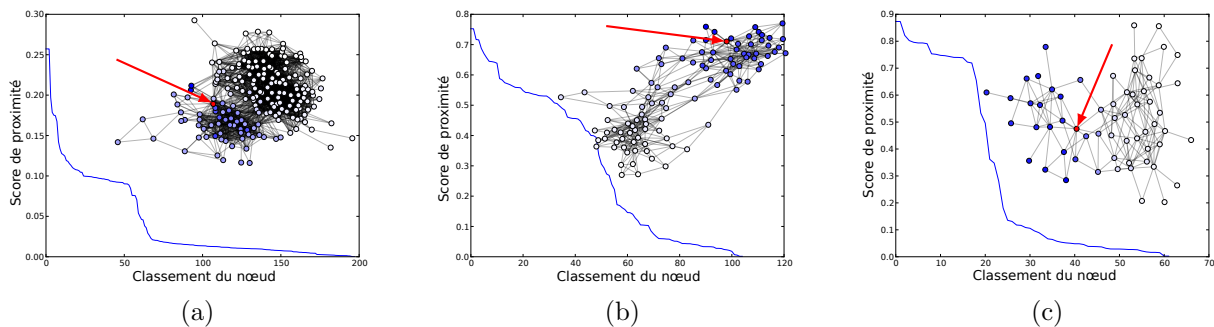 Score de proximité
0.30
0.25
0.20
0.15
0.10
0.05
0.00
0 50 100 150 200
Classement du nœud
(a)
Score de proximité
0.8
0.7
0.6
0.5
0.4
0.3
0.2
0.1
0.0
0 20 40 60 80 100 120
Classement du nœud
(b)
Score de proximité
0.9
0.8
0.7
0.6
0.5
0.4
0.3
0.2
0.1
0.0
0 10 20 30 40 50 60 70
Classement du nœud
(c)